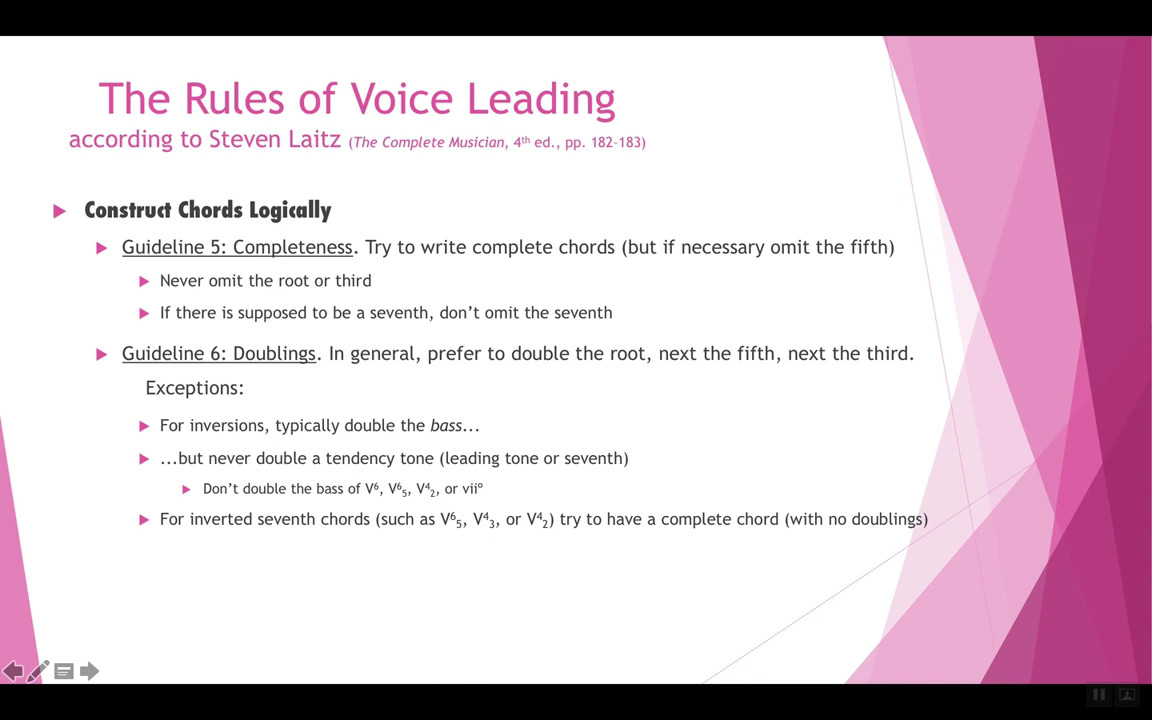 The Rules of Voice Leading
according to Steven Laitz (The Complete Musician, 4th ed., pp. 182-183)
Construct Chords Logically
Guideline 5: Completeness. Try to write complete chords (but if necessary omit the fifth)
Never omit the root or third
If there is supposed to be a seventh, don’t omit the seventh
Guideline 6: Doublings. In general, prefer to double the root, next the fifth, next the third.
Exceptions:
For inversions, typically double the bass...
...but never double a tendency tone (leading tone or seventh)
Don’t double the bass of V⁶, V⁶₅, V⁴₂, or viiº
For inverted seventh chords (such as V⁶₅, V⁴₃, or V⁴₂) try to have a complete chord (with no doublings)